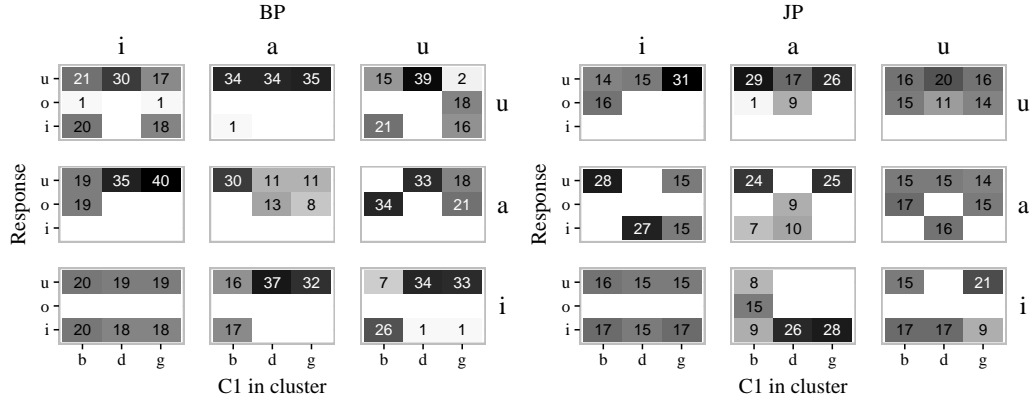 BP JP
i a u i a u
u 21 30 17 34 34 35 15 39 2 u 14 15 31 29 17 26 16 20 16
o 1 1 18 u o 16 1 9 15 11 14 u
i 20 18 1 21 16 i
u 19 35 40 30 11 11 33 18 u 28 15 24 25 15 15 14
o 19 13 8 34 21 a o 9 17 15 a
i i 27 15 7 10 16
u 20 19 19 16 37 32 7 34 33 u 16 15 15 8 15 21
o i o 15 i
i 20 18 18 17 26 1 1 i 17 15 17 9 26 28 17 17 9
b d g b d g b d g b d g b d g b d g
C1 in cluster C1 in cluster
Response Response